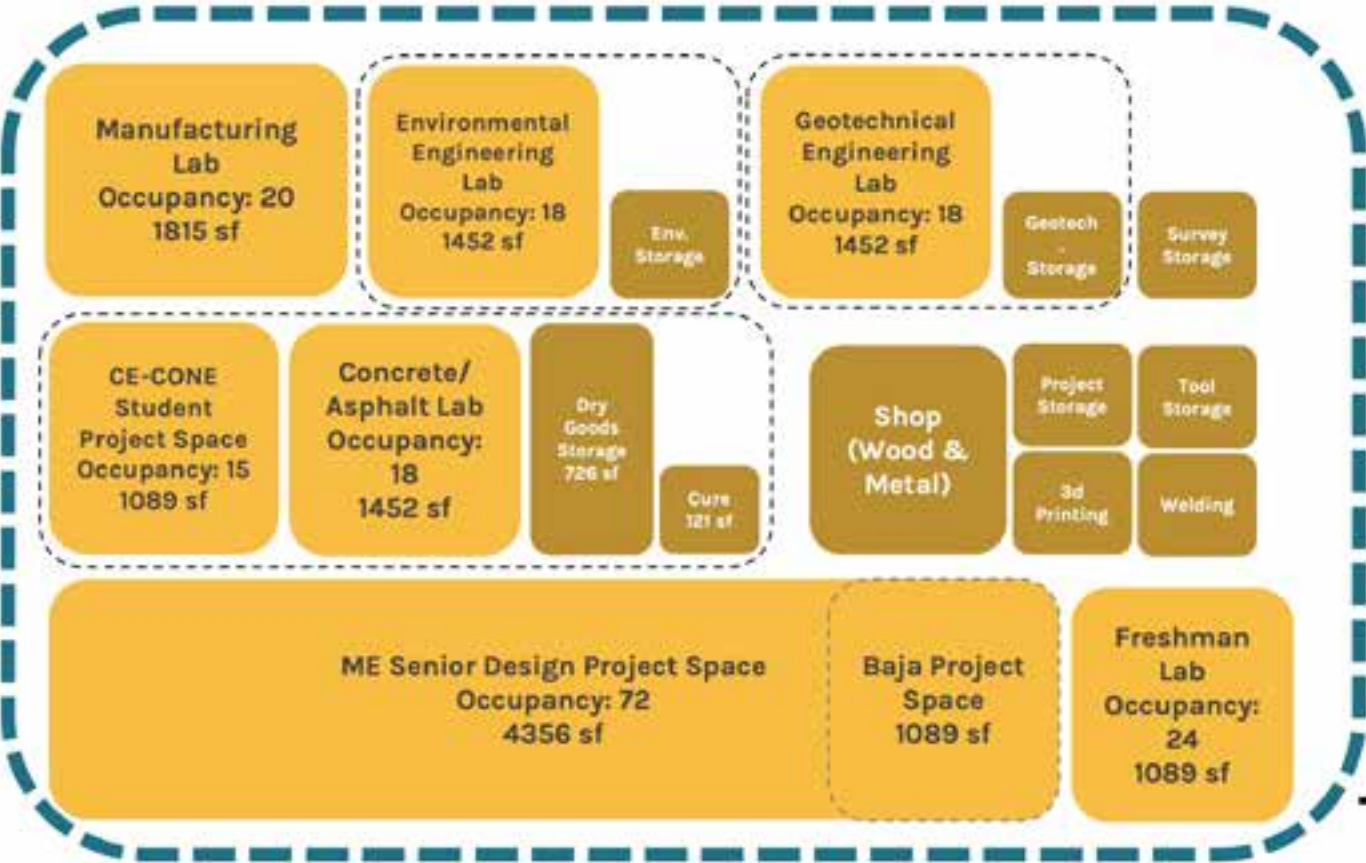 Manufacturing
Lab
Occupancy: 20
1815 sf
Environmental
Engineering
Lab
Occupancy: 18
1452 sf
Env.
Storage
Geotechnical
Engineering
Lab
Occupancy: 18
1452 sf
Geotech
.
Storage
Survey
Storage
CE-CONE
Student
Project Space
Occupancy: 15
1089 sf
Concrete/
Asphalt Lab
Occupancy:
18
1452 sf
Dry
Goods
Storage
726 sf
Cure
121 sf
Shop
(Wood &
Metal)
Project
Storage
Tool
Storage
3d
Printing
Welding
ME Senior Design Project Space
Occupancy: 72
4356 sf
Baja Project
Space
1089 sf
Freshman
Lab
Occupancy:
24
1089 sf